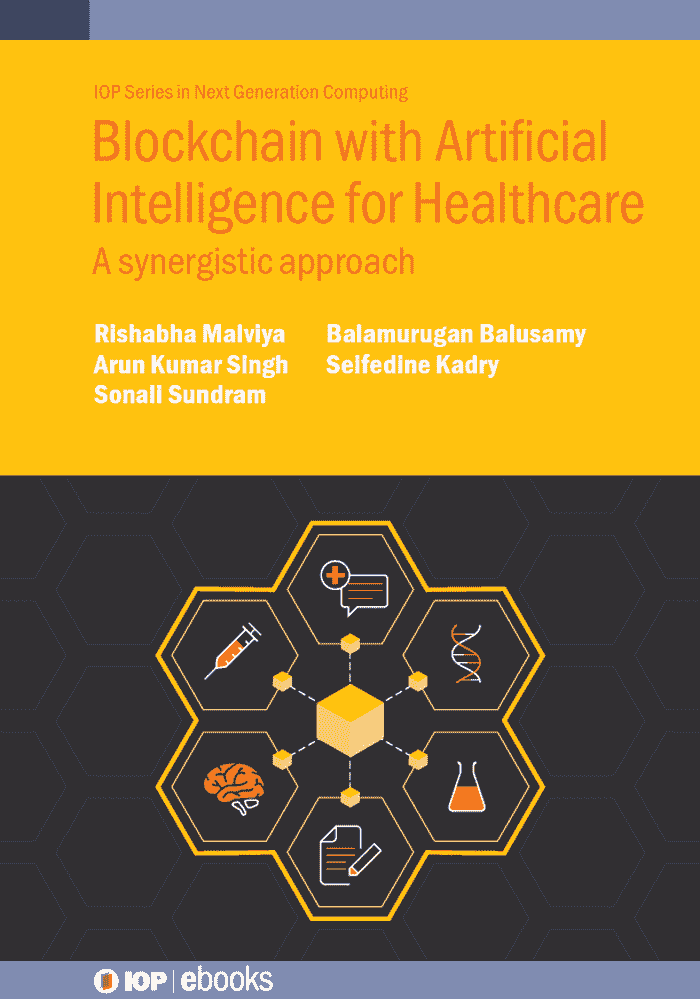 IOP Series in Next Generation Computing
Blockchain with Artificial
Intelligence for Healthcare
A synergistic approach
Rishabha Malviya
Arun Kumar Singh
Sonali Sundram
Balamurugan Balusamy
Seifedine Kadry
IOP ebooks